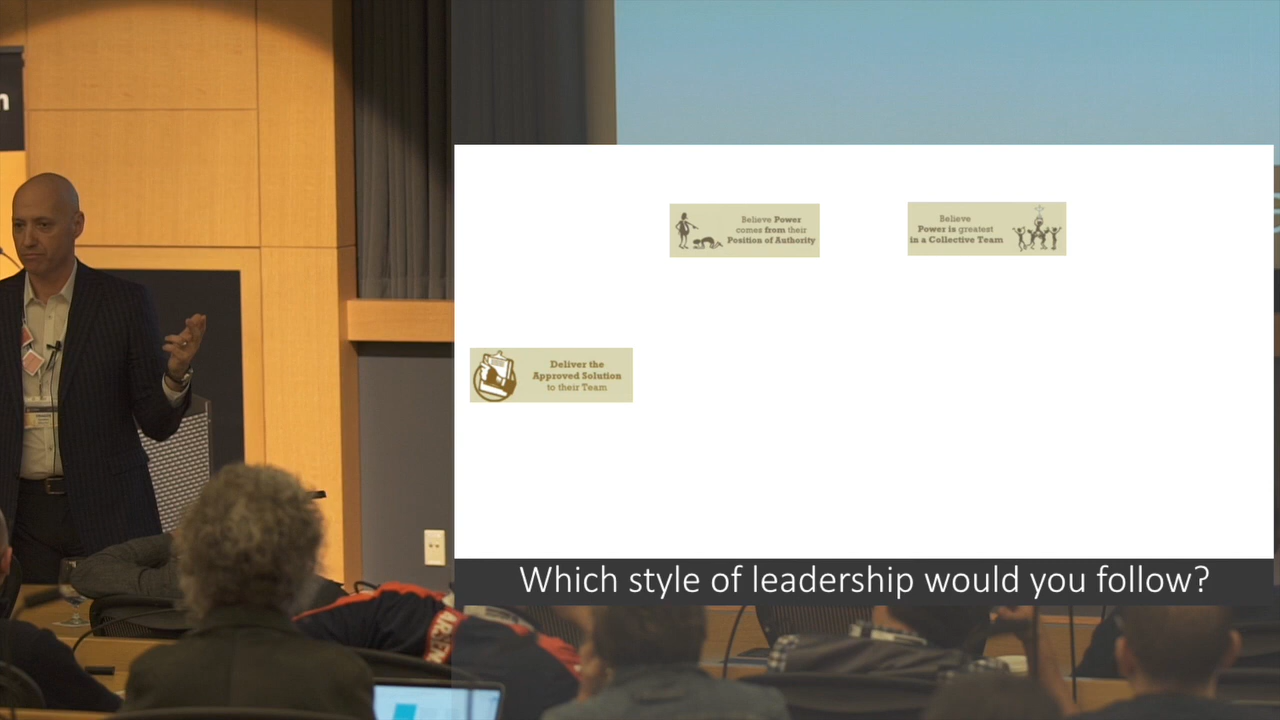 Believe Power
comes from their
Position of Authority
Believe
Power is greatest
in a Collective Team
Deliver the
Approved Solution
to their Team
Which style of leadership would you follow?